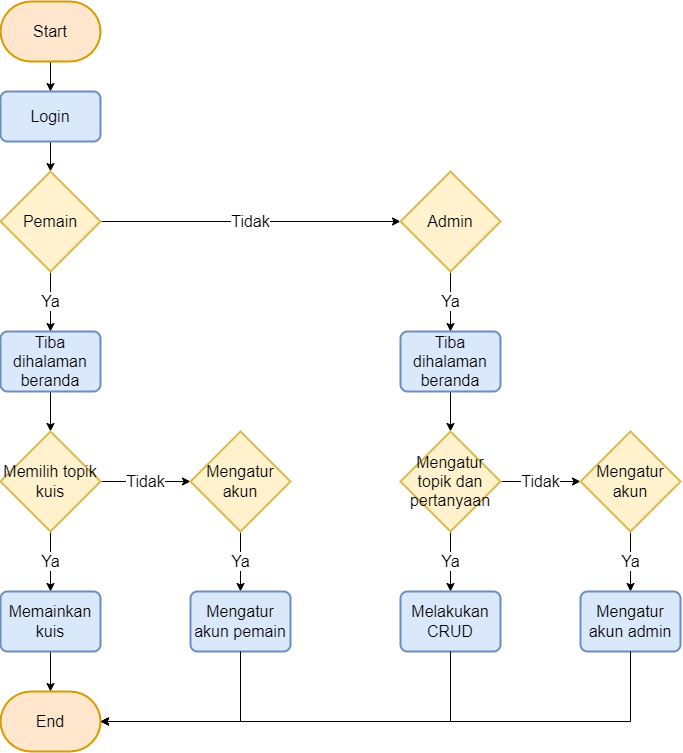 Start
Login
Pemain
Tidak
Admin
Ya
Ya
Tiba
dihalaman
beranda
Tiba
dihalaman
beranda
Memilih topik
kuis
Tidak
Mengatur
akun
Mengatur
topik dan
pertanyaan
Tidak
Mengatur
akun
Ya
Ya
Ya
Ya
Memainkan
kuis
Mengatur
akun pemain
Melakukan
CRUD
Mengatur
akun admin
End